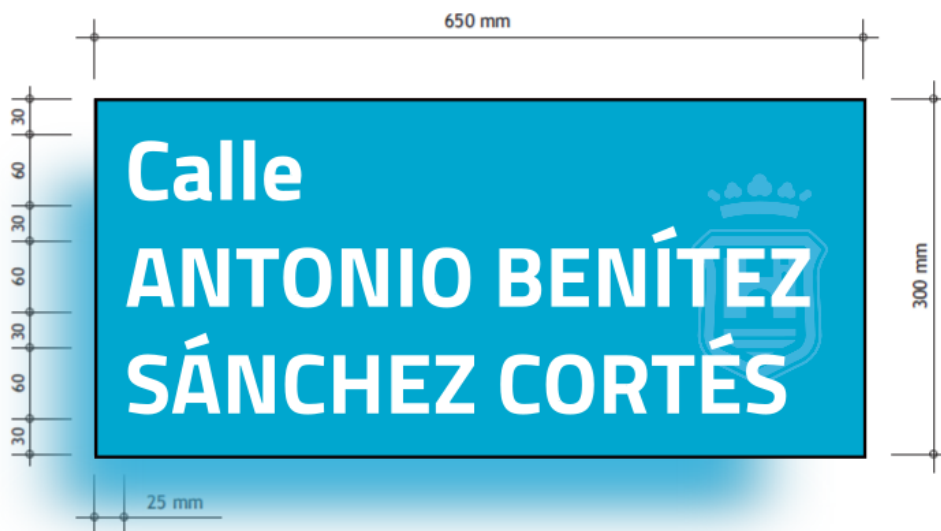 650 mm
30
60
30
60
30
60
30
Calle
ANTONIO BENÍTEZ
SÁNCHEZ CORTÉS
300 mm
25 mm